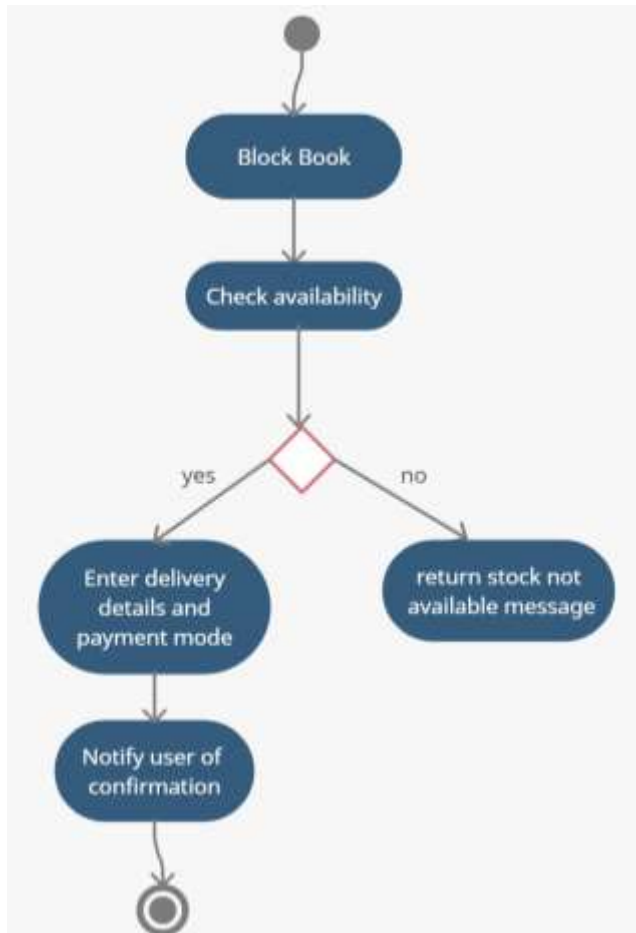 Block Book
Check availability
yes
no
Enter delivery
details and
payment mode
return stock not
available message
Notify user of
confirmation